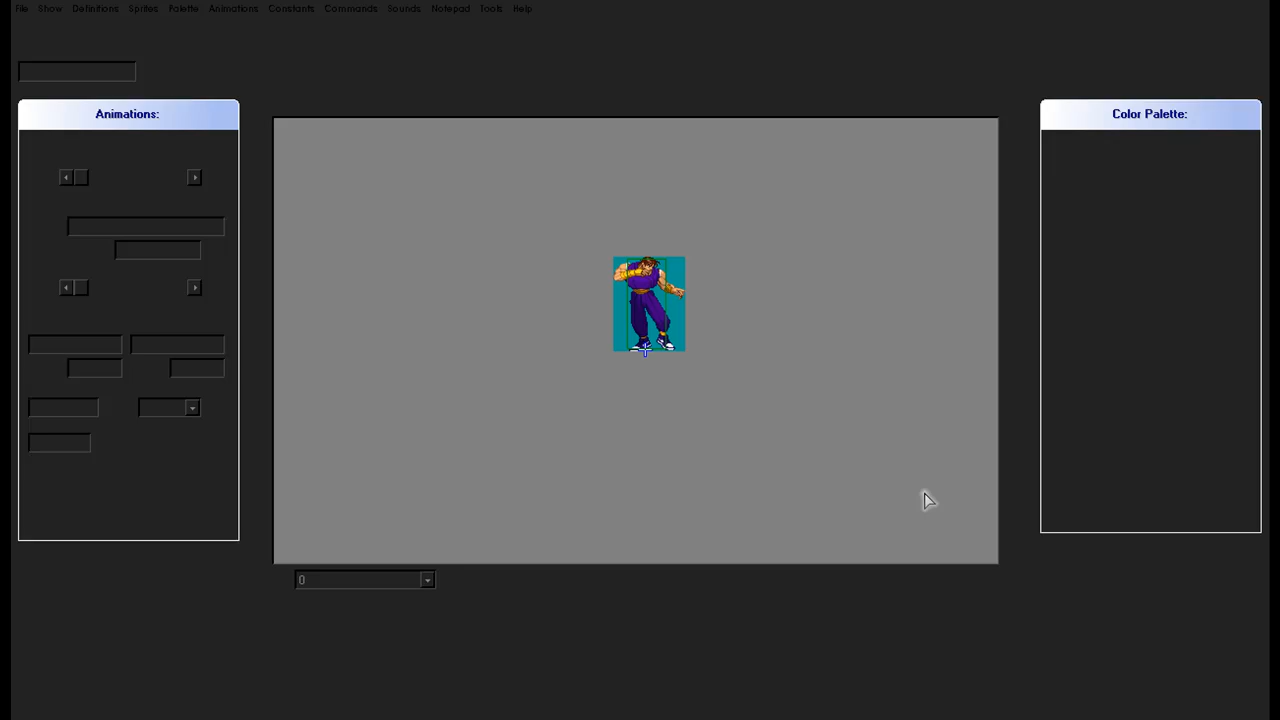 File Show Definitions Sprites Palette Animations Constants Commands Sounds Notepad Tools Help
Animations:
Color Palette:
0